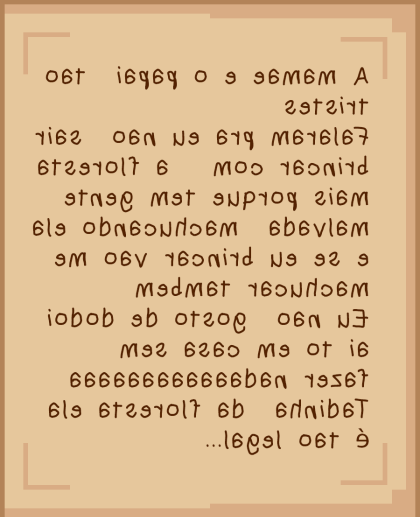 A mamae e o papai tao
tristes
Falaram pra eu nao sair
brincar com a floresta
mais porque tem gente
malvada machucando ela
e se eu brincar vao me
machucar tambem
Eu nao gosto de dodoi
ai to em casa sem
fazer nadaaaaaaaaaaaa
Tadinha da floresta ela
é tao legal...